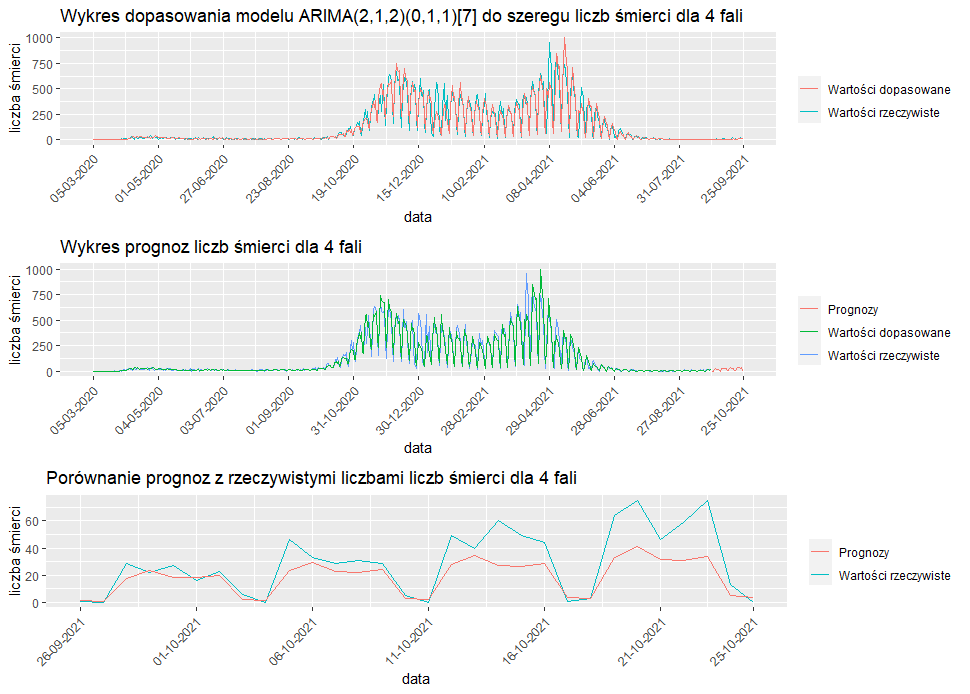 Wykres dopasowania modelu ARIMA(2,1,2)(0,1,1)[7] do szeregu liczb śmierci dla 4 fali
liczba śmierci
1000
750
500
250
0
05-03-2020
01-05-2020
27-06-2020
23-08-2020
19-10-2020
15-12-2020
10-02-2021
08-04-2021
04-06-2021
31-07-2021
25-09-2021
data
Wartości dopasowane
Wartości rzeczywiste
Wykres prognoz liczb śmierci dla 4 fali
liczba śmierci
1000
750
500
250
0
05-03-2020
04-05-2020
03-07-2020
01-09-2020
31-10-2020
30-12-2020
28-02-2021
29-04-2021
28-06-2021
27-08-2021
25-10-2021
data
Prognozy
Wartości dopasowane
Wartości rzeczywiste
Porównanie prognoz z rzeczywistymi liczbami liczb śmierci dla 4 fali
liczba śmierci
60
40
20
0
26-09-2021
01-10-2021
06-10-2021
11-10-2021
16-10-2021
21-10-2021
25-10-2021
data
Prognozy
Wartości rzeczywiste